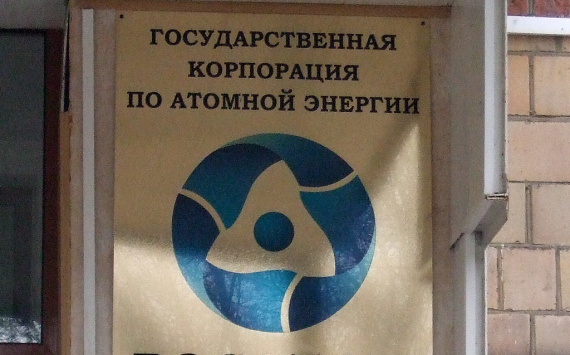 ГОСУДАРСТВЕННАЯ
КОРПОРАЦИЯ
ПО АТОМНОЙ ЭНЕРГИИ